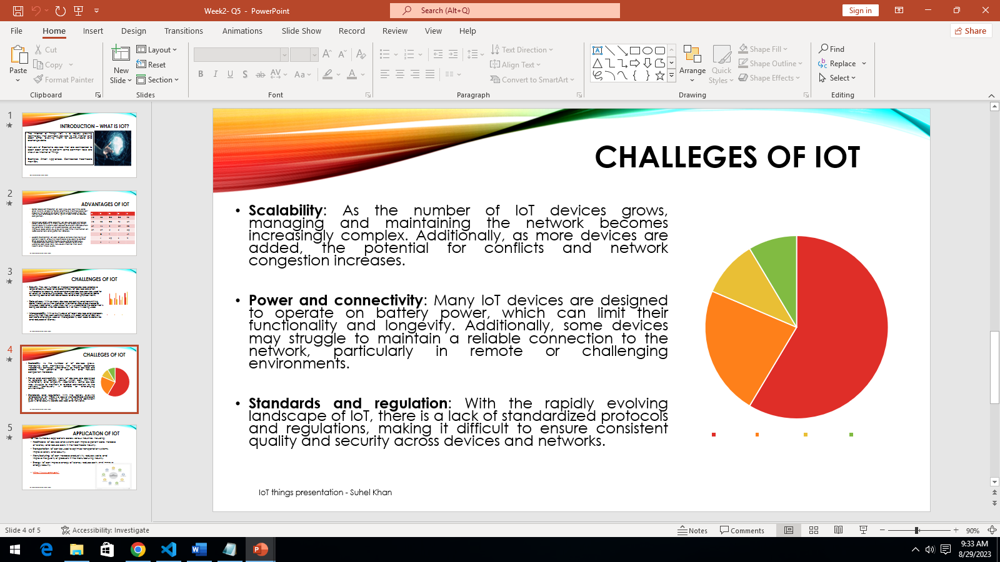 Week2- Q5 - PowerPoint
Search (Alt+Q)
Sign in
File Home Insert Design Transitions Animations Slide Show Record Review View Help
Share
Paste
Cut
Copy
Format Painter
Clipboard
New Slide
Layout
Reset
Section
Slides
Font
Text Direction
Align Text
Convert to SmartArt
Paragraph
Arrange
Quick Styles
Shape Fill
Shape Outline
Shape Effects
Drawing
Find
Replace
Select
Editing
1
INTRODUCTION – WHAT IS IOT?
2
ADVANTAGES OF IOT
3
CHALLENGES OF IOT
4
CHALLEGES OF IOT
5
APPLICATION OF IOT
CHALLEGES OF IOT
• Scalability: As the number of IoT devices grows,
managing and maintaining the network becomes
increasingly complex. Additionally, as more devices are
added, the potential for conflicts and network
congestion increases.
• Power and connectivity: Many IoT devices are designed
to operate on battery power, which can limit their
functionality and longevity. Additionally, some devices
may struggle to maintain a reliable connection to the
network, particularly in remote or challenging
environments.
• Standards and regulation: With the rapidly evolving
landscape of IoT, there is a lack of standardized protocols
and regulations, making it difficult to ensure consistent
quality and security across devices and networks.
IoT things presentation - Suhel Khan
Slide 4 of 5
Accessibility: Investigate
Notes
Comments
90%
9:33 AM
8/29/2023